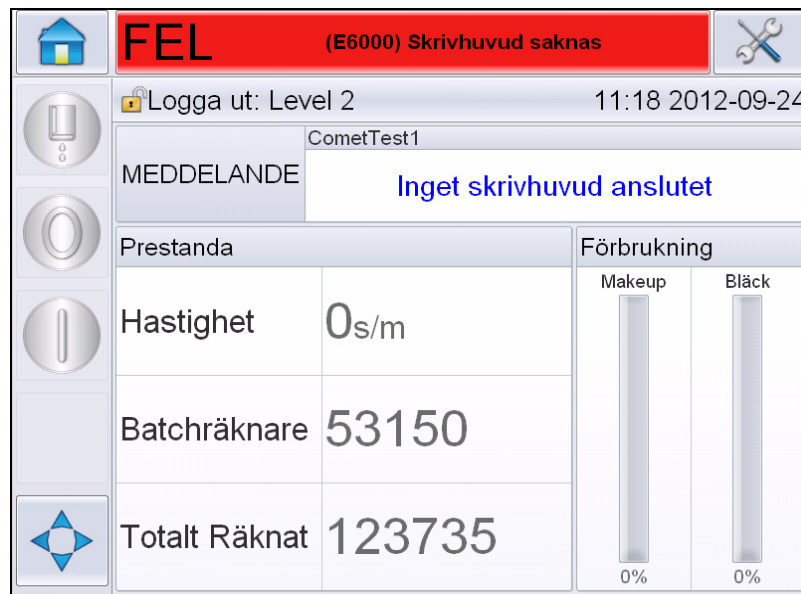 FEL (E6000) Skrivhuvud saknas
Logga ut: Level 2 11:18 2012-09-24
CometTest1
MEDDELANDE Inget skrivhuvud anslutet
Prestanda
Förbrukning
Makeup Bläck
Hastighet 0s/m
Batchräknare 53150
Totalt Räknat 123735
0% 0%